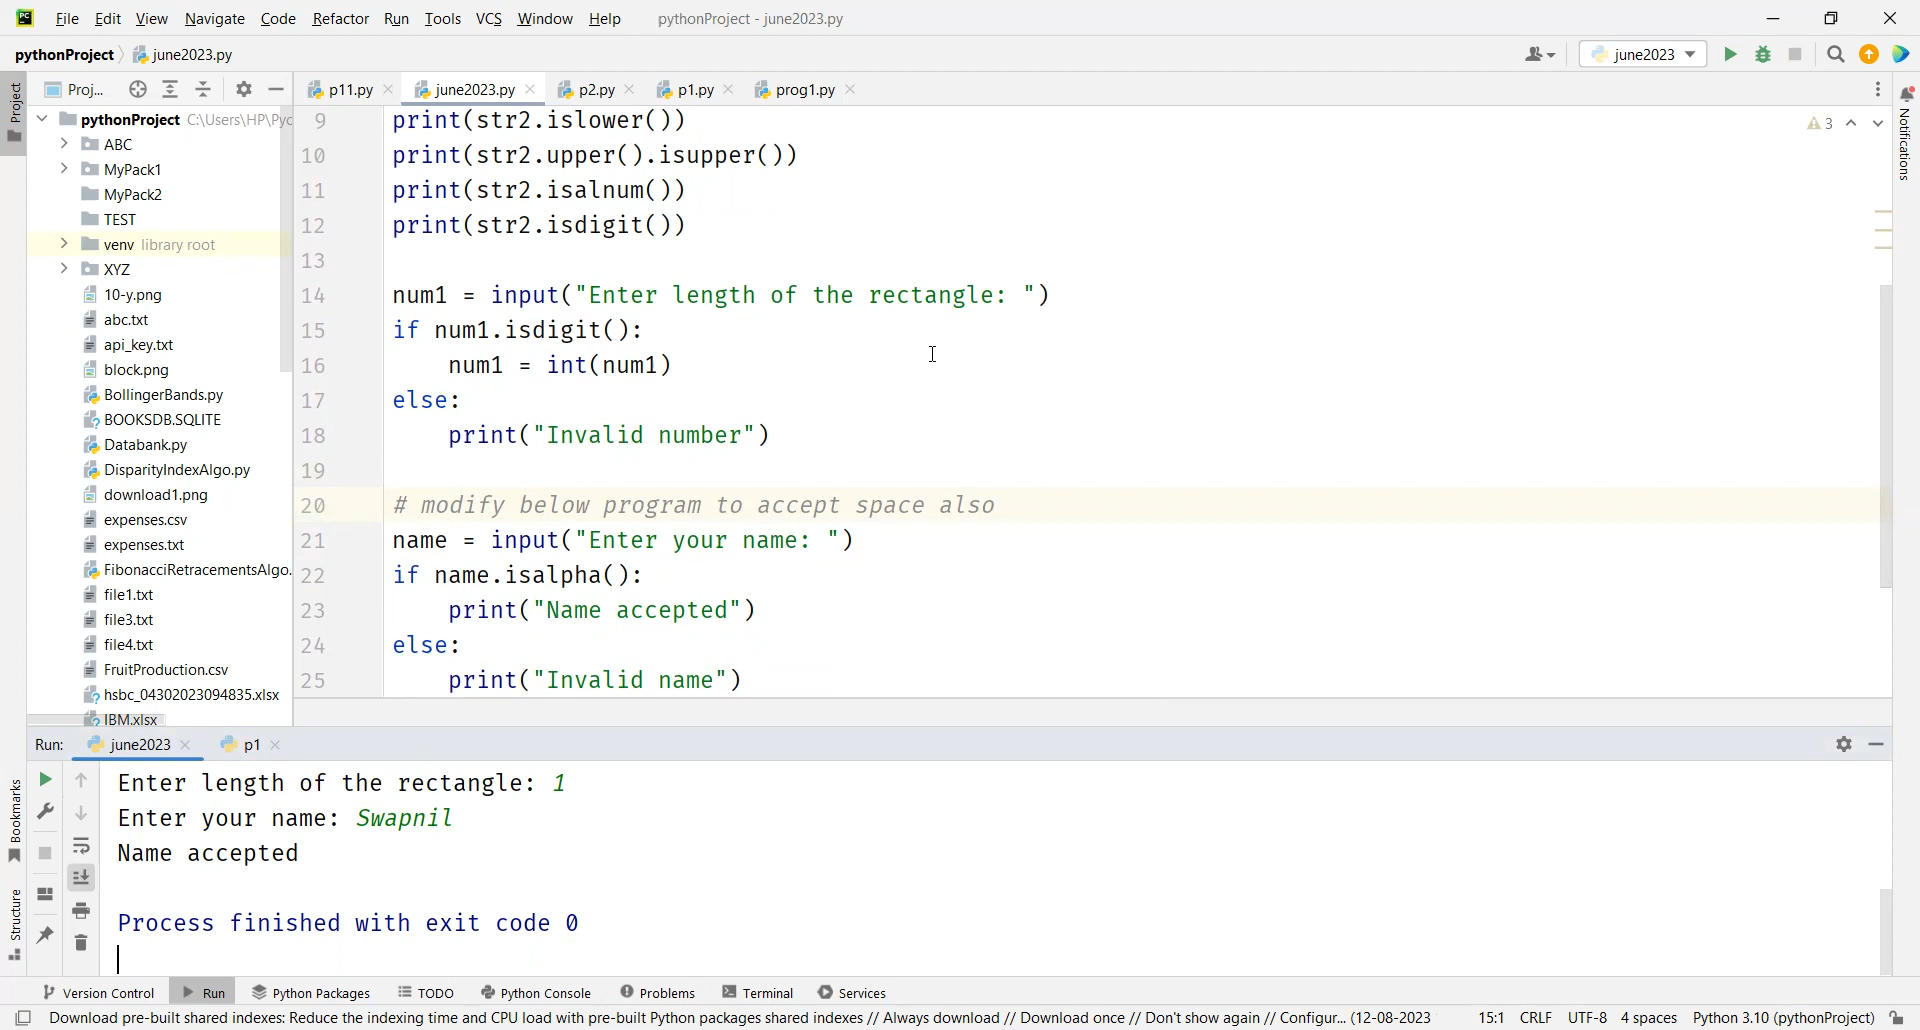 File Edit View Navigate Code Refactor Run Tools VCS Window Help pythonProject - june2023.py
pythonProject june2023.py june2023
Project
Proj...
p11.py june2023.py p2.py p1.py prog1.py
pythonProject C:\Users\HP\Pyc
ABC
MyPack1
MyPack2
TEST
venv library root
XYZ
10-y.png
abc.txt
api_key.txt
block.png
BollingerBands.py
BOOKSDB.SQLITE
Databank.py
DisparityIndexAlgo.py
download1.png
expenses.csv
expenses.txt
FibonacciRetracementsAlgo.
file1.txt
file3.txt
file4.txt
FruitProduction.csv
hsbc_04302023094835.xlsx
IBM.xlsx
9 print(str2.islower())
10 print(str2.upper().isupper())
11 print(str2.isalnum())
12 print(str2.isdigit())
13
14 num1 = input("Enter length of the rectangle: ")
15 if num1.isdigit():
16 num1 = int(num1)
17 else:
18 print("Invalid number")
19
20 # modify below program to accept space also
21 name = input("Enter your name: ")
22 if name.isalpha():
23 print("Name accepted")
24 else:
25 print("Invalid name")
3
Notifications
Run: june2023 p1
Enter length of the rectangle: 1
Enter your name: Swapnil
Name accepted
Process finished with exit code 0
Bookmarks
Structure
Version Control Run Python Packages TODO Python Console Problems Terminal Services
Download pre-built shared indexes: Reduce the indexing time and CPU load with pre-built Python packages shared indexes // Always download // Download once // Don't show again // Configur... (12-08-2023 15:1 CRLF UTF-8 4 spaces Python 3.10 (pythonProject)